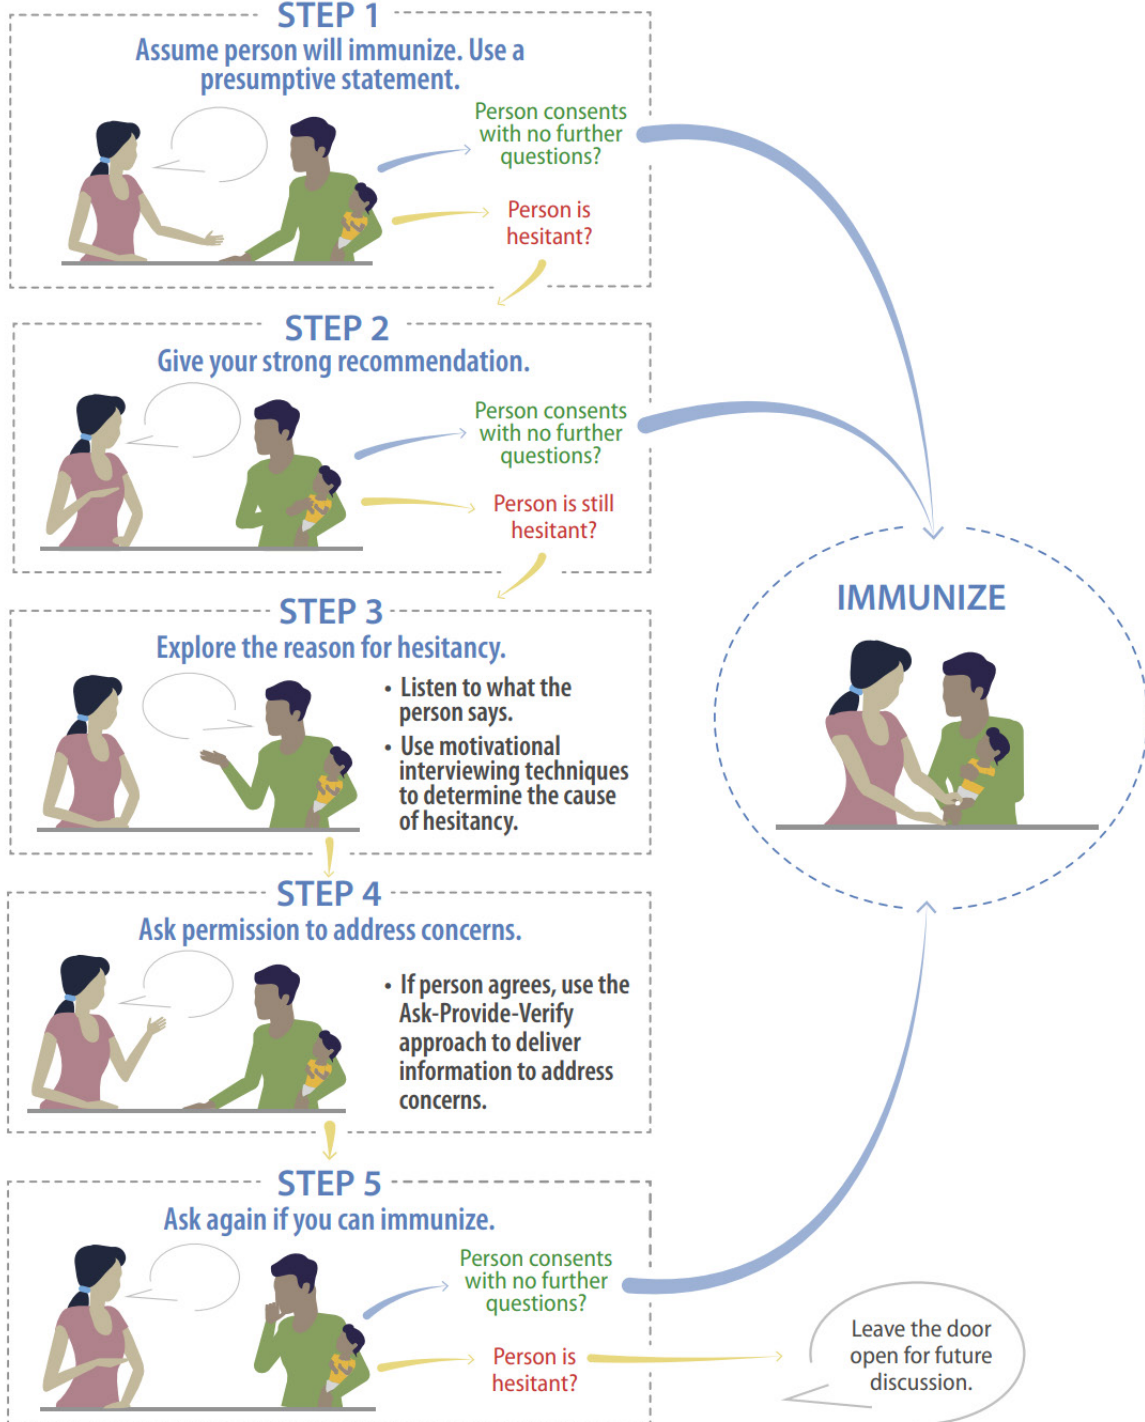 STEP 1
Assume person will immunize. Use a
presumptive statement.
Person consents
with no further
questions?
Person is
hesitant?
STEP 2
Give your strong recommendation.
Person consents
with no further
questions?
Person is still
hesitant?
STEP 3
Explore the reason for hesitancy.
• Listen to what the
person says.
• Use motivational
interviewing techniques
to determine the cause
of hesitancy.
IMMUNIZE
STEP 4
Ask permission to address concerns.
• If person agrees, use the
Ask-Provide-Verify
approach to deliver
information to address
concerns.
STEP 5
Ask again if you can immunize.
Person consents
with no further
questions?
Person is
hesitant?
Leave the door
open for future
discussion.